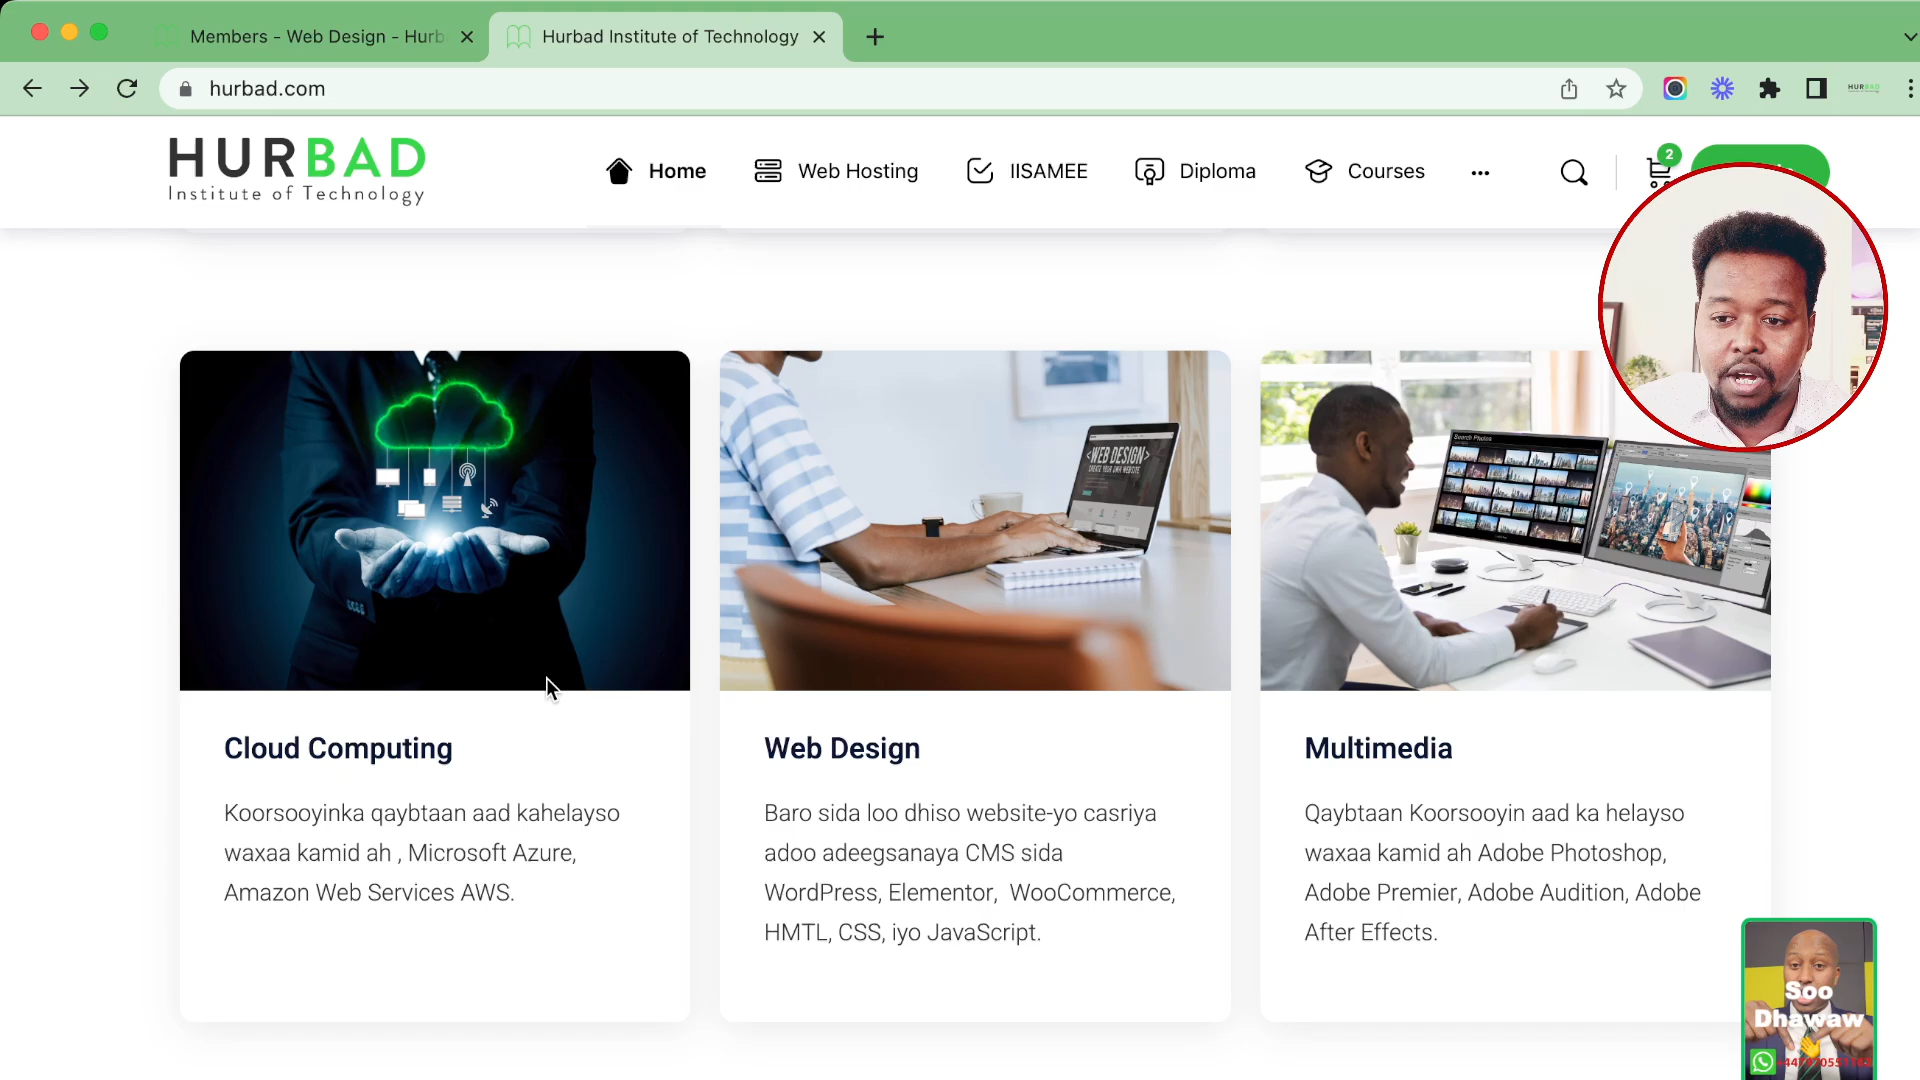 Members - Web Design - Hurb
Hurbad Institute of Technology
hurbad.com
HURBAD
Institute of Technology
Home
Web Hosting
IISAMEE
Diploma
Courses
2
<WEB DESIGN>
Search Photos
Cloud Computing
Koorsooyinka qaybtaan aad kahelayso
waxaa kamid ah , Microsoft Azure,
Amazon Web Services AWS.
Web Design
Baro sida loo dhiso website-yo casriya
adoo adeegsanaya CMS sida
WordPress, Elementor,  WooCommerce,
HMTL, CSS, iyo JavaScript.
Multimedia
Qaybtaan Koorsooyin aad ka helayso
waxaa kamid ah Adobe Photoshop,
Adobe Premier, Adobe Audition, Adobe
After Effects.
Soo
Dhawaw